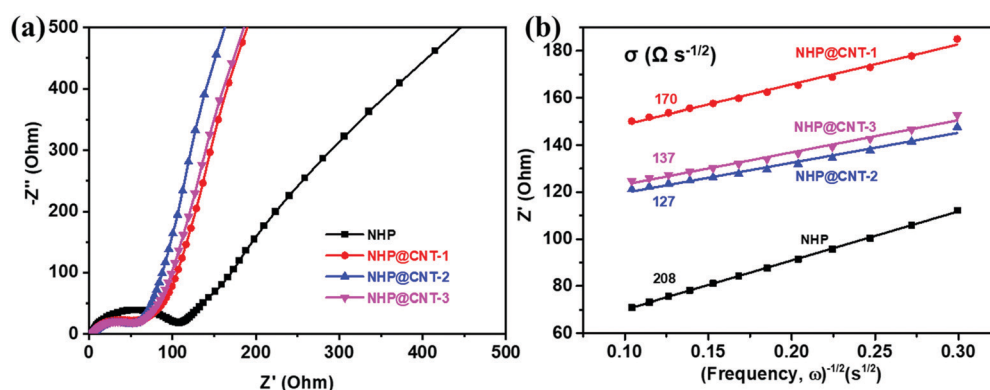 (a)
500
400
300
200
100
0
-Z'' (Ohm)
NHP
NHP@CNT-1
NHP@CNT-2
NHP@CNT-3
0 100 200 300 400 500
Z' (Ohm)
(b)
180
160
140
120
100
80
60
Z' (Ohm)
σ (Ω s⁻¹/²)
NHP@CNT-1
170
NHP@CNT-3
137
NHP@CNT-2
127
NHP
208
0.10 0.15 0.20 0.25 0.30
(Frequency, ω)⁻¹/²(s¹/²)